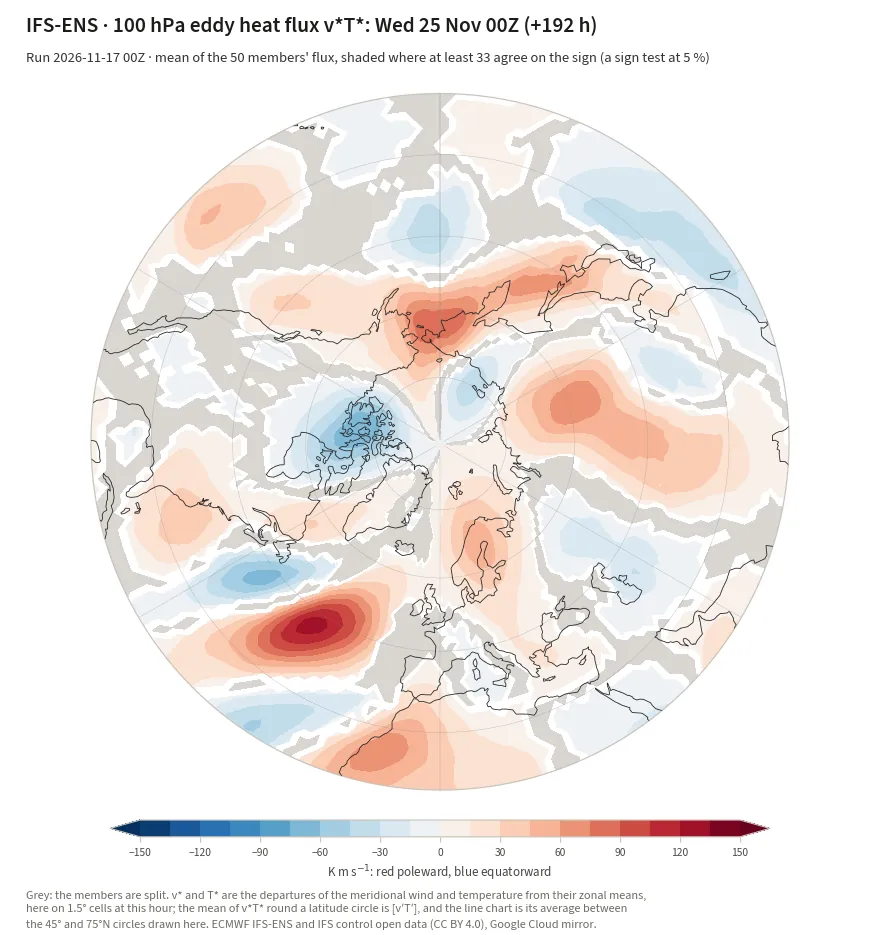 IFS-ENS · 100 hPa eddy heat flux v*T*: Wed 25 Nov 00Z (+192 h)
Run 2026-11-17 00Z · mean of the 50 members' flux, shaded where at least 33 agree on the sign (a sign test at 5 %)
−150 −120 −90 −60 −30 0 30 60 90 120 150
K m s⁻¹: red poleward, blue equatorward
Grey: the members are split. v* and T* are the departures of the meridional wind and temperature from their zonal means,
here on 1.5° cells at this hour; the mean of v*T* round a latitude circle is [v'T'], and the line chart is its average between
the 45° and 75°N circles drawn here. ECMWF IFS-ENS and IFS control open data (CC BY 4.0), Google Cloud mirror.